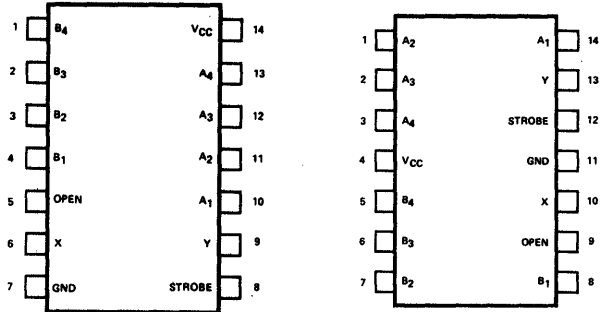 1 B4 VCC 14
2 B3 A4 13
3 B2 A3 12
4 B1 A2 11
5 OPEN A1 10
6 X Y 9
7 GND STROBE 8
1 A2 A1 14
2 A3 Y 13
3 A4 STROBE 12
4 VCC GND 11
5 B4 X 10
6 B3 OPEN 9
7 B2 B1 8